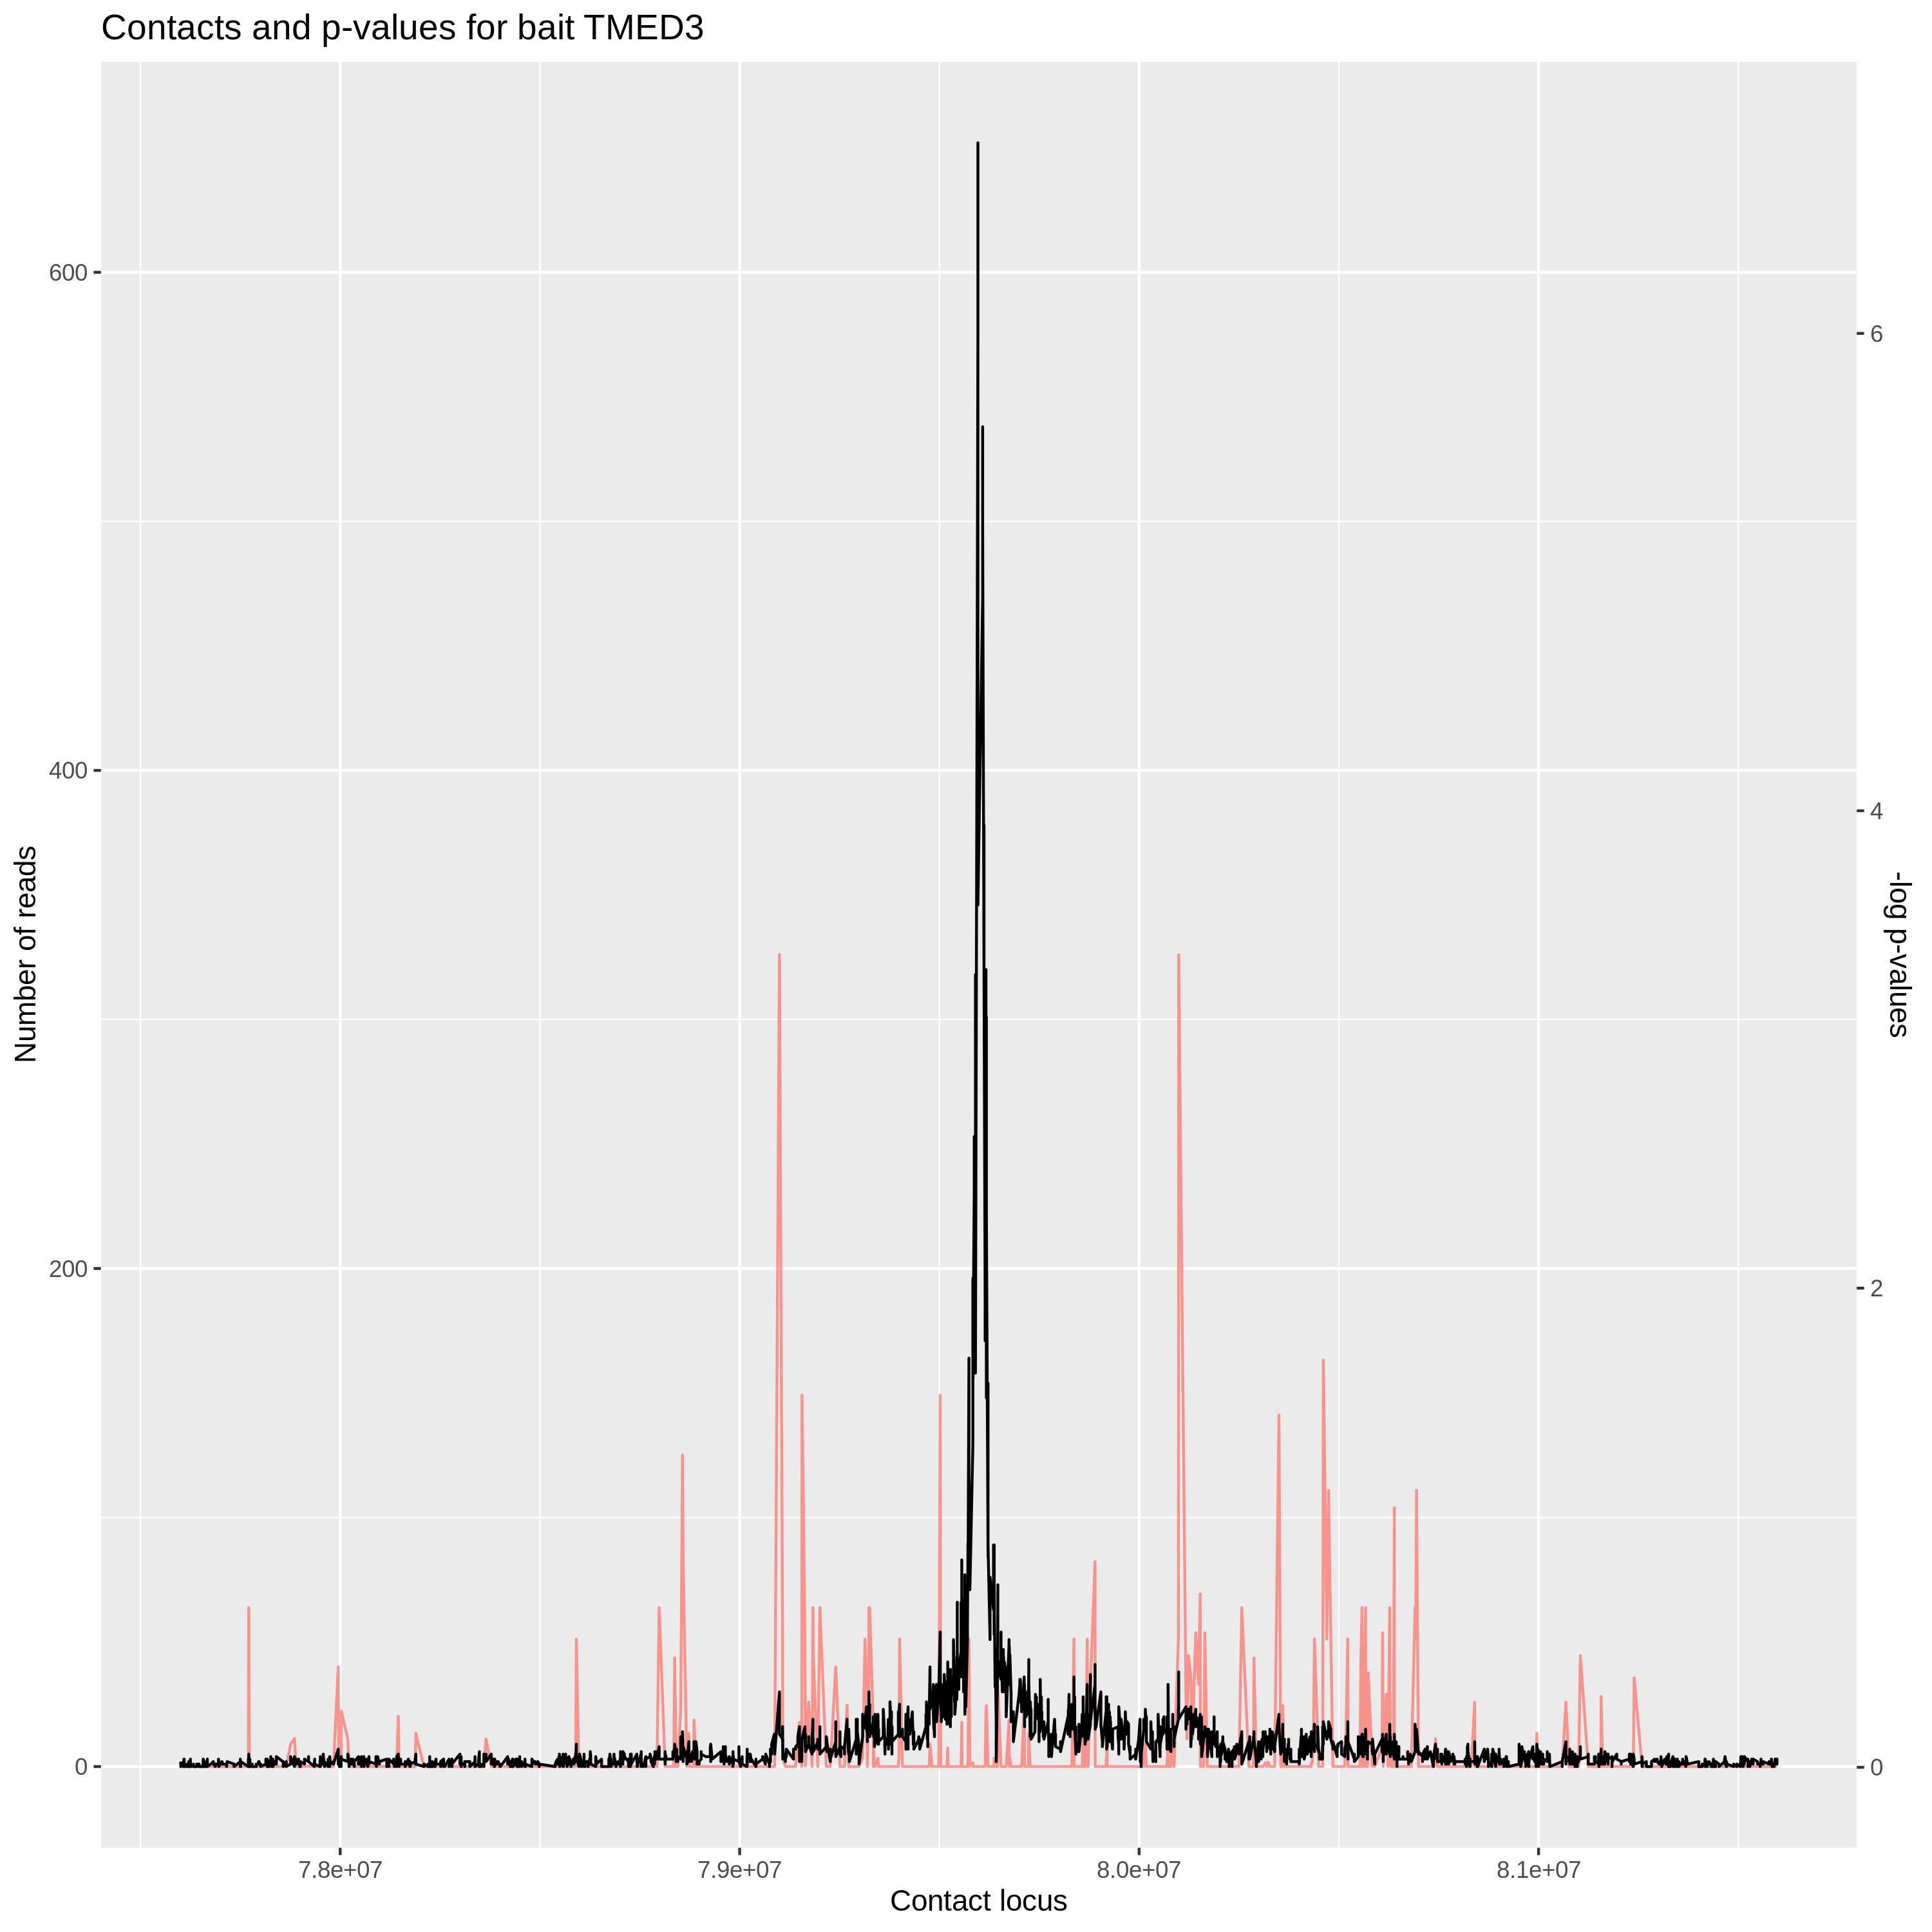 Contacts and p-values for bait TMED3
600
400
200
0
Number of reads
6
4
2
0
-log p-values
7.8e+07 7.9e+07 8.0e+07 8.1e+07
Contact locus